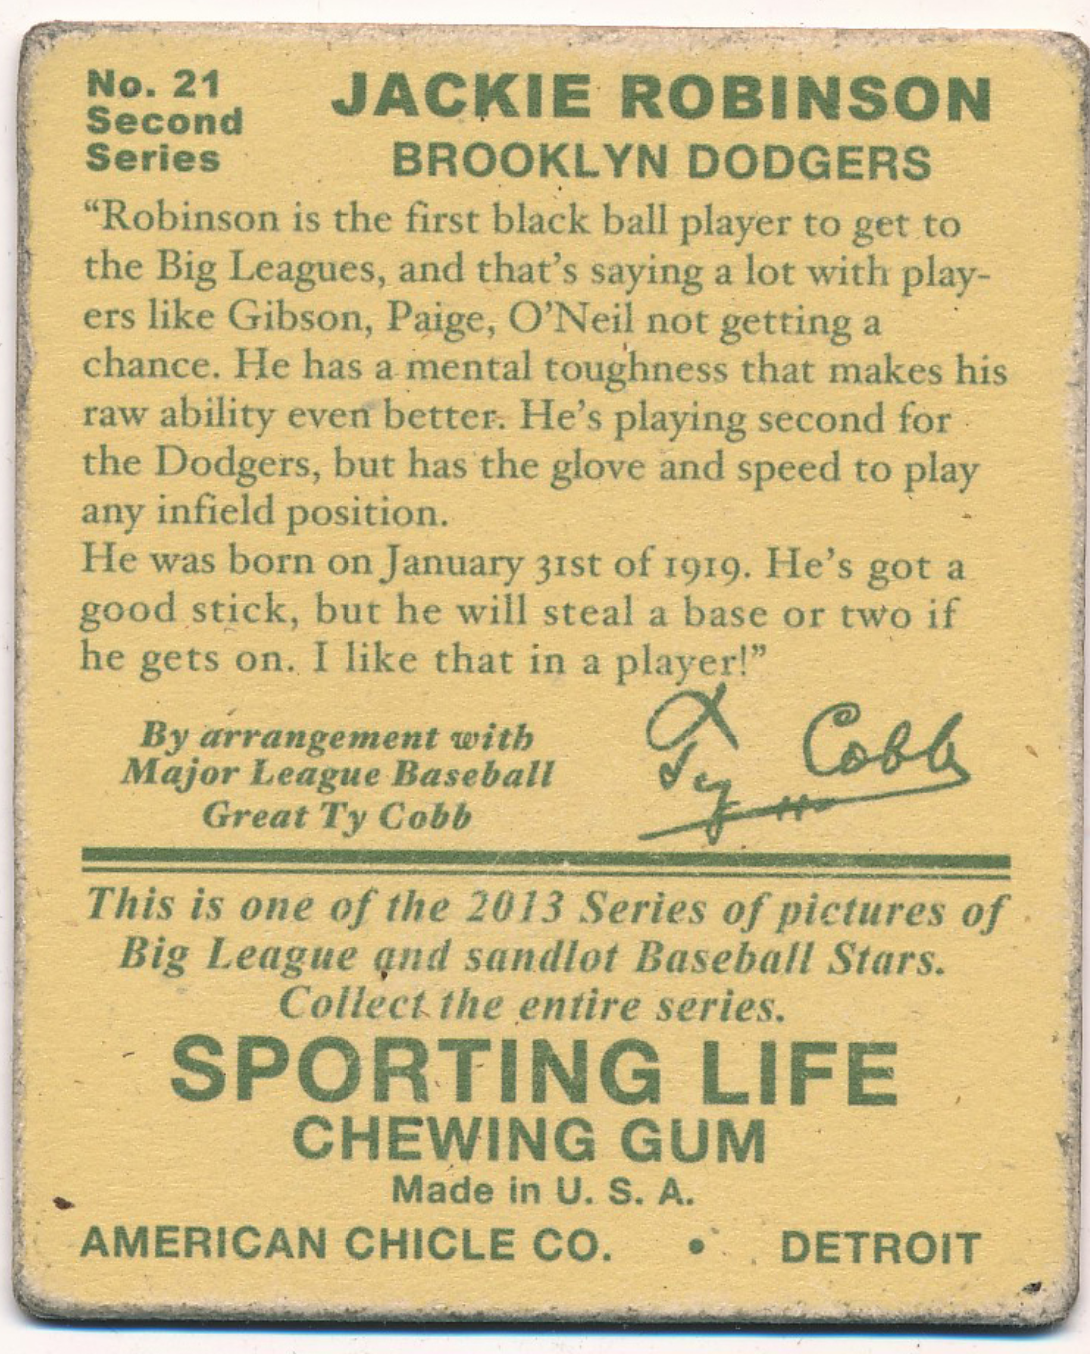 No. 21
Second
Series
JACKIE ROBINSON
BROOKLYN DODGERS
“Robinson is the first black ball player to get to
the Big Leagues, and that's saying a lot with play-
ers like Gibson, Paige, O'Neil not getting a
chance. He has a mental toughness that makes his
raw ability even better. He's playing second for
the Dodgers, but has the glove and speed to play
any infield position.
He was born on January 31st of 1919. He's got a
good stick, but he will steal a base or two if
he gets on. I like that in a player!”
By arrangement with
Major League Baseball
Great Ty Cobb
Ty Cobb
This is one of the 2013 Series of pictures of
Big League and sandlot Baseball Stars.
Collect the entire series.
SPORTING LIFE
CHEWING GUM
Made in U. S. A.
AMERICAN CHICLE CO. • DETROIT